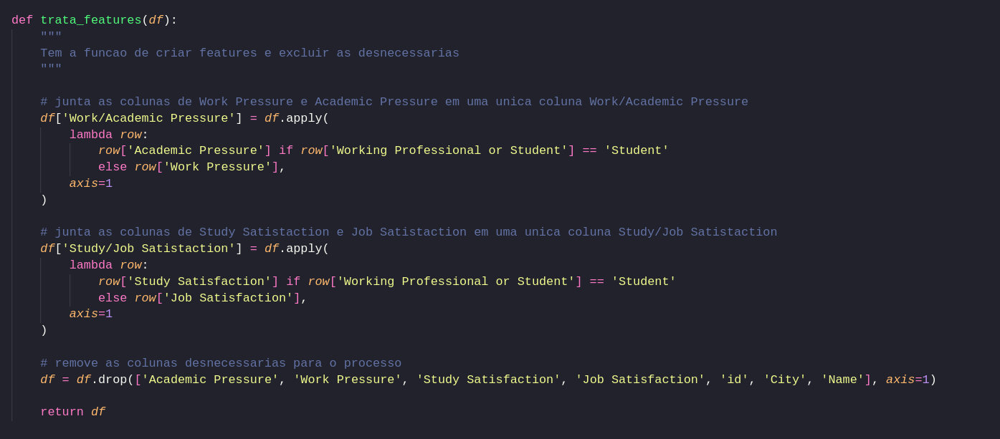 def trata_features(df):
    """
    Tem a funcao de criar features e excluir as desnecessarias
    """

    # junta as colunas de Work Pressure e Academic Pressure em uma unica coluna Work/Academic Pressure
    df['Work/Academic Pressure'] = df.apply(
        lambda row:
            row['Academic Pressure'] if row['Working Professional or Student'] == 'Student'
            else row['Work Pressure'],
        axis=1
    )

    # junta as colunas de Study Satistaction e Job Satistaction em uma unica coluna Study/Job Satistaction
    df['Study/Job Satistaction'] = df.apply(
        lambda row:
            row['Study Satisfaction'] if row['Working Professional or Student'] == 'Student'
            else row['Job Satisfaction'],
        axis=1
    )

    # remove as colunas desnecessarias para o processo
    df = df.drop(['Academic Pressure', 'Work Pressure', 'Study Satisfaction', 'Job Satisfaction', 'id', 'City', 'Name'], axis=1)

    return df